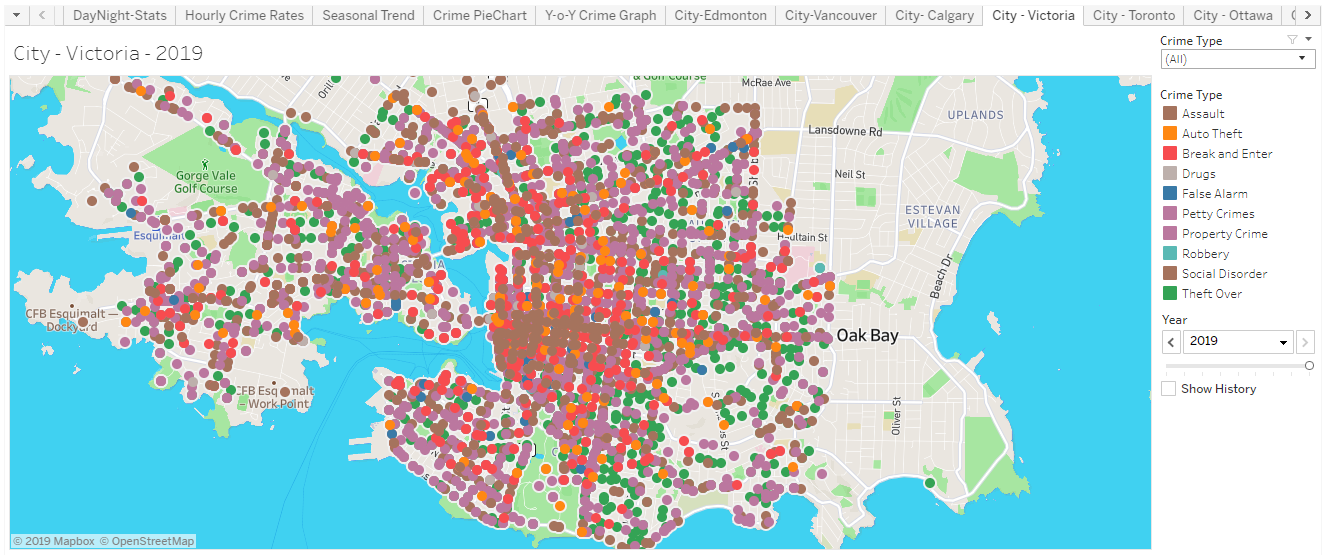 DayNight-Stats
Hourly Crime Rates
Seasonal Trend
Crime PieChart
Y-o-Y Crime Graph
City-Edmonton
City-Vancouver
City- Calgary
City - Victoria
City - Toronto
City - Ottawa
City - Victoria - 2019
Crime Type
(All)
Crime Type
Assault
Auto Theft
Break and Enter
Drugs
False Alarm
Petty Crimes
Property Crime
Robbery
Social Disorder
Theft Over
Year
2019
Show History
& Golf Course
McRae Ave
UPLANDS
Lansdowne Rd
Gorge Vale
Golf Course
Neil St
ESTEVAN
VILLAGE
Esquimalt
Beach Dr
CFB Esquimalt —
Dockyard
Oak Bay
CFB Esquimalt
– Work Point
Oliver St
© 2019 Mapbox © OpenStreetMap